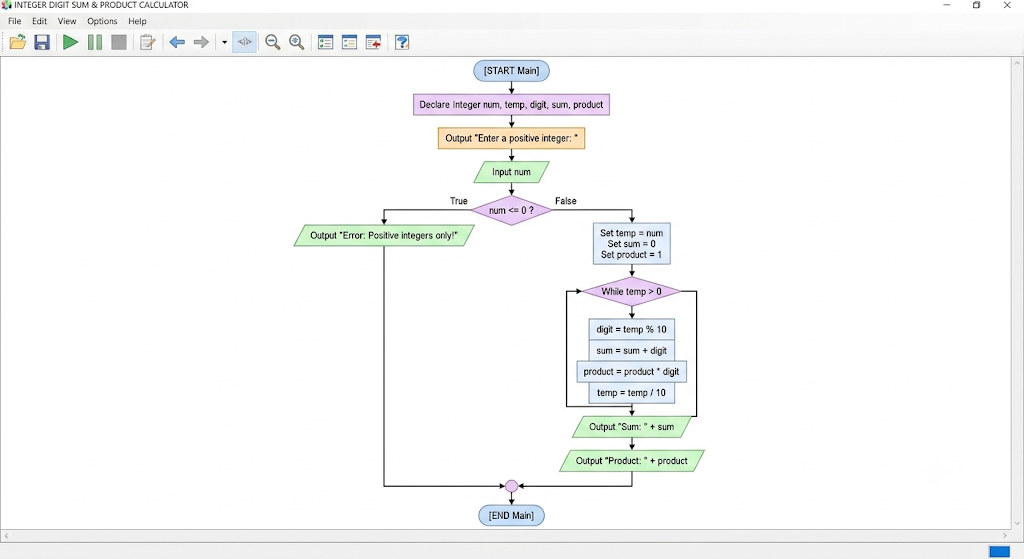 INTEGER DIGIT SUM & PRODUCT CALCULATOR
File Edit View Options Help
[START Main]
Declare Integer num, temp, digit, sum, product
Output "Enter a positive integer: "
Input num
True
num <= 0 ?
False
Output "Error: Positive integers only!"
Set temp = num
Set sum = 0
Set product = 1
While temp > 0
digit = temp % 10
sum = sum + digit
product = product * digit
temp = temp / 10
Output "Sum: " + sum
Output "Product: " + product
[END Main]